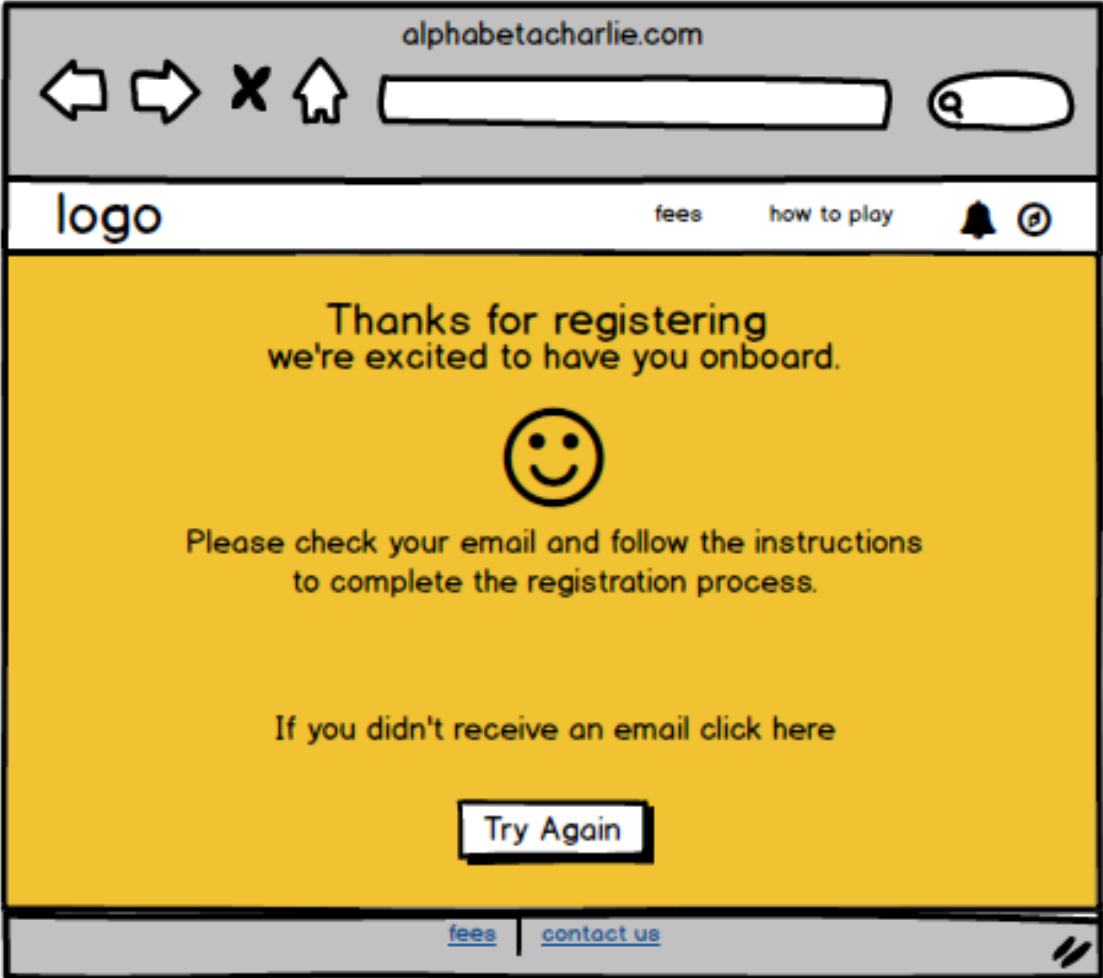 alphabetacharlie.com
logo
fees
how to play
Thanks for registering
we're excited to have you onboard.
Please check your email and follow the instructions
to complete the registration process.
If you didn't receive an email click here
Try Again
fees
contact us